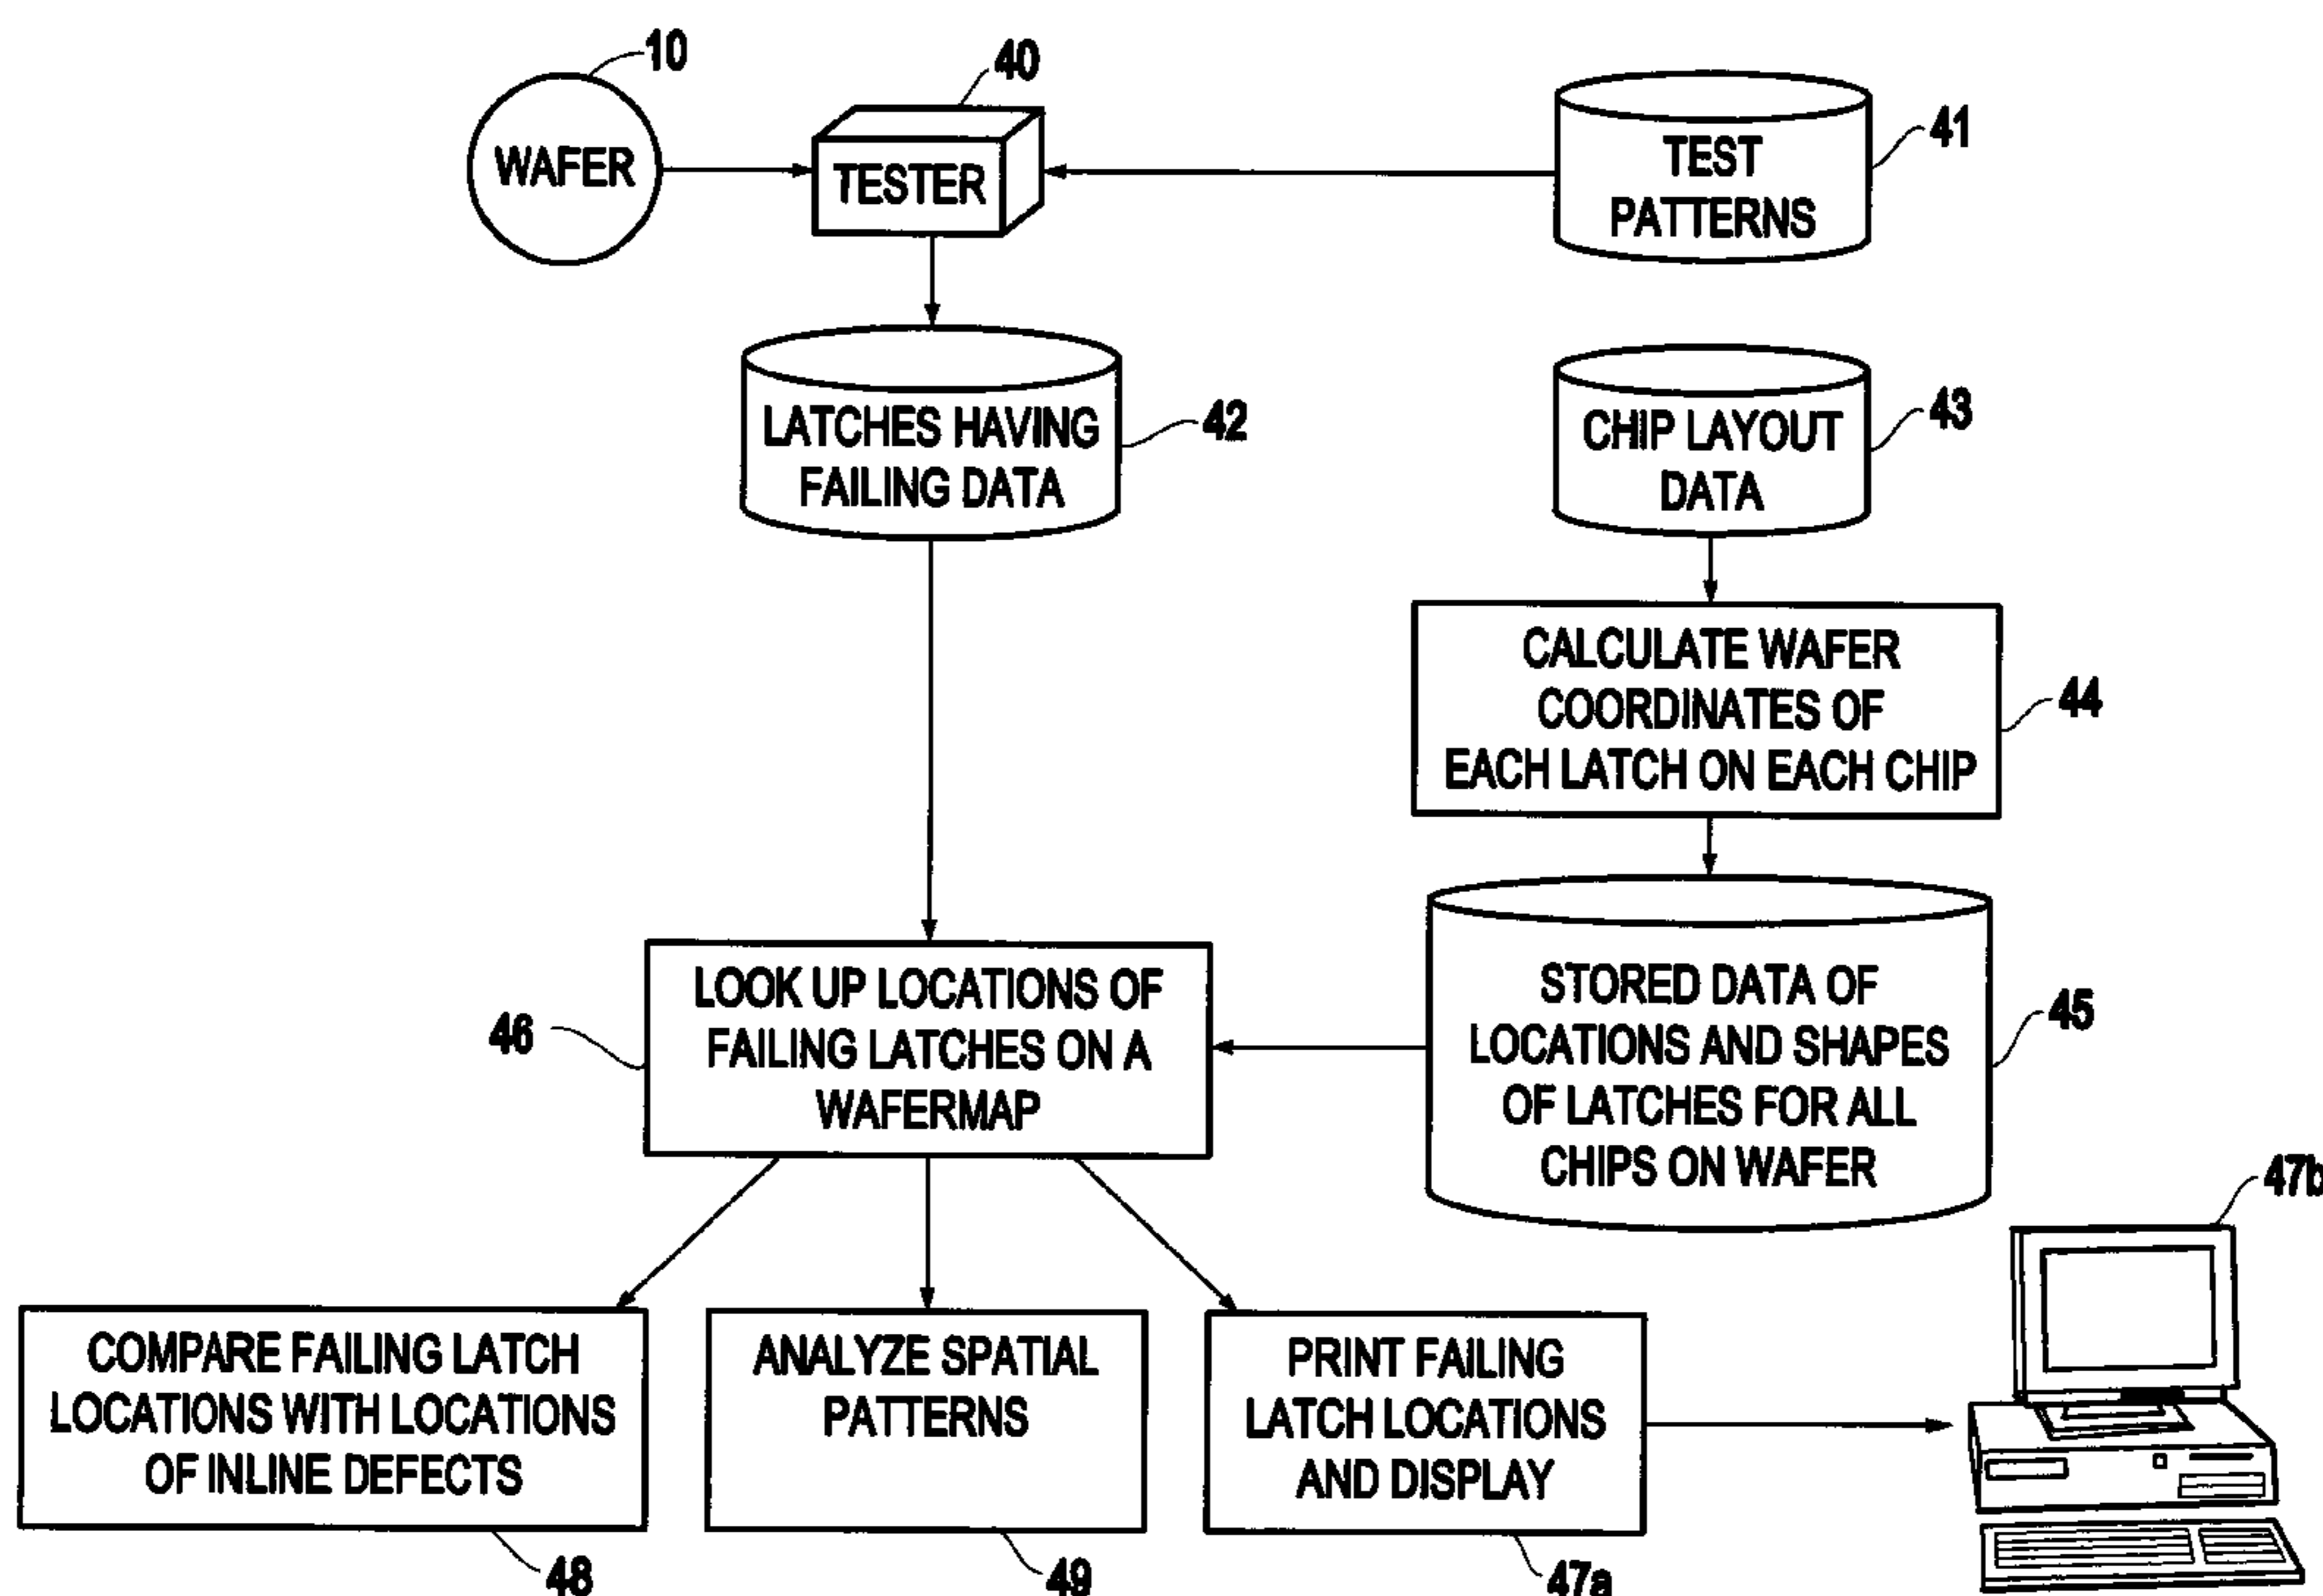 10
WAFER
40
TESTER
TEST
PATTERNS
41
LATCHES HAVING
FAILING DATA
42
CHIP LAYOUT
DATA
43
CALCULATE WAFER
COORDINATES OF
EACH LATCH ON EACH CHIP
44
46
LOOK UP LOCATIONS OF
FAILING LATCHES ON A
WAFERMAP
STORED DATA OF
LOCATIONS AND SHAPES
OF LATCHES FOR ALL
CHIPS ON WAFER
45
47b
COMPARE FAILING LATCH
LOCATIONS WITH LOCATIONS
OF INLINE DEFECTS
48
ANALYZE SPATIAL
PATTERNS
49
PRINT FAILING
LATCH LOCATIONS
AND DISPLAY
47a